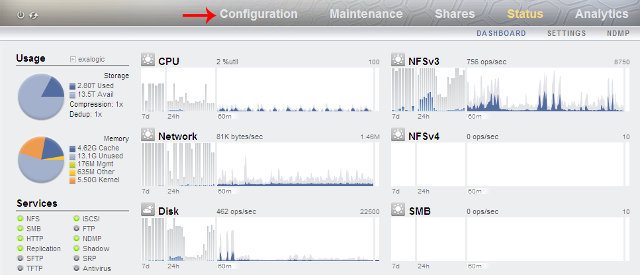 Configuration Maintenance Shares Status Analytics
DASHBOARD SETTINGS NDMP
Usage exalogic
Storage
2.80T Used
13.5T Avail
Compression: 1x
Dedup: 1x
Memory
4.62G Cache
13.1G Unused
176M Mgmt
635M Other
5.50G Kernel
Services
NFS iSCSI
SMB FTP
HTTP NDMP
Replication Shadow
SFTP SRP
TFTP Antivirus
CPU 2 %util 100
7d 24h 60m
Network 81K bytes/sec 1.46M
7d 24h 60m
Disk 462 ops/sec 22500
7d 24h 60m
NFSv3 756 ops/sec 8750
7d 24h 60m
NFSv4 0 ops/sec 10
7d 24h 60m
SMB 0 ops/sec 10
7d 24h 60m